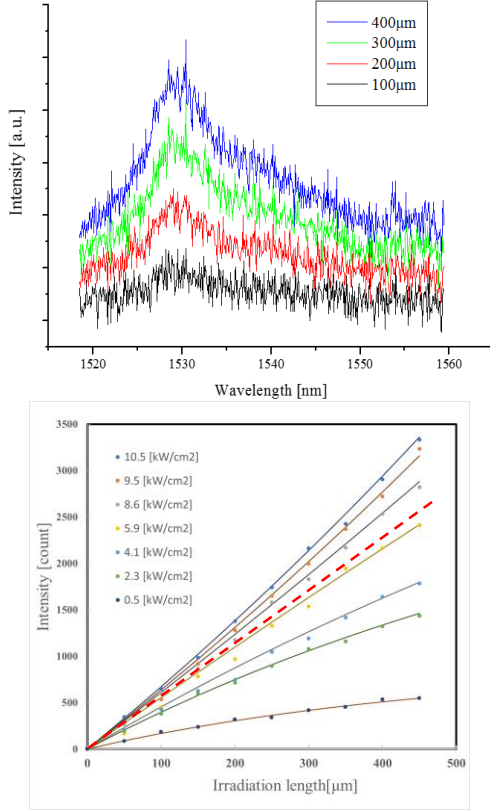 400μm
300μm
200μm
100μm
Intensity [a.u.]
1520 1530 1540 1550 1560
Wavelength [nm]
3500
3000
2500
2000
1500
1000
500
0
10.5 [kW/cm2]
9.5 [kW/cm2]
8.6 [kW/cm2]
5.9 [kW/cm2]
4.1 [kW/cm2]
2.3 [kW/cm2]
0.5 [kW/cm2]
Intensity [count]
0 100 200 300 400 500
Irradiation length[μm]